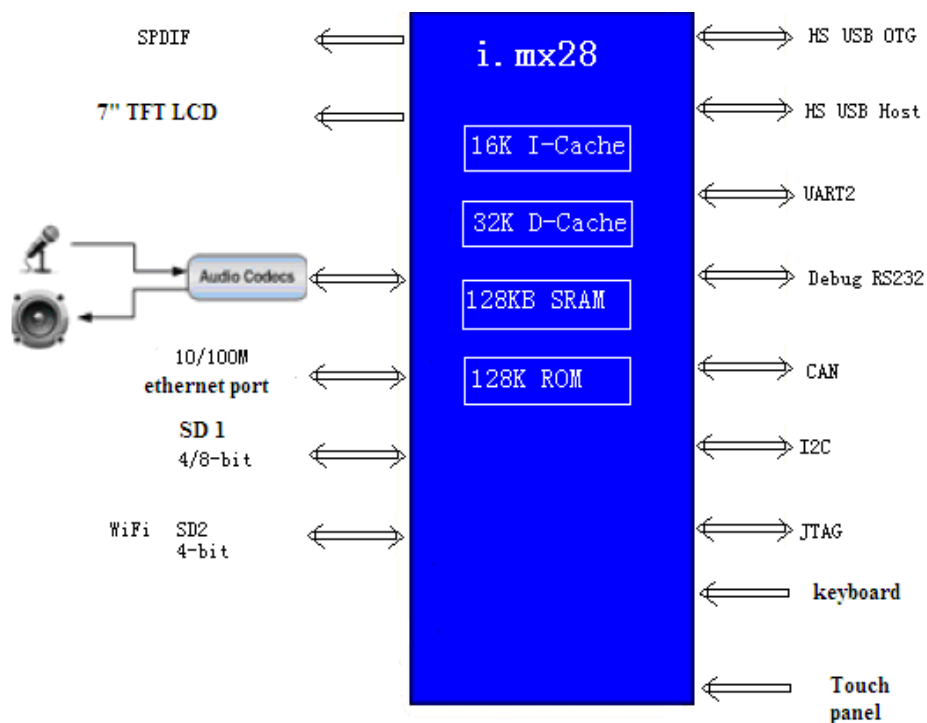 SPDIF
7" TFT LCD
Audio Codecs
10/100M
ethernet port
SD 1
4/8-bit
WiFi SD2
4-bit
i.mx28
16K I-Cache
32K D-Cache
128KB SRAM
128K ROM
HS USB OTG
HS USB Host
UART2
Debug RS232
CAN
I2C
JTAG
keyboard
Touch
panel